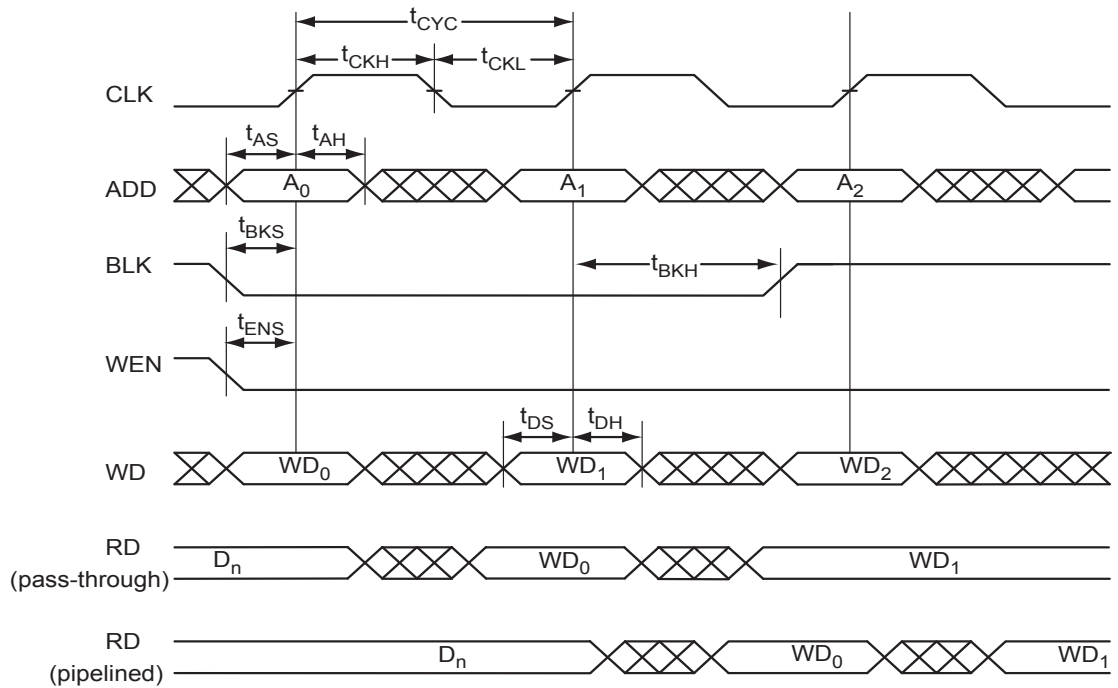 tCYC
tCKH tCKL
CLK
tAS tAH
ADD A0 A1 A2
tBKS
BLK tBKH
tENS
WEN
tDS tDH
WD WD0 WD1 WD2
RD
(pass-through) Dn WD0 WD1
RD
(pipelined) Dn WD0 WD1